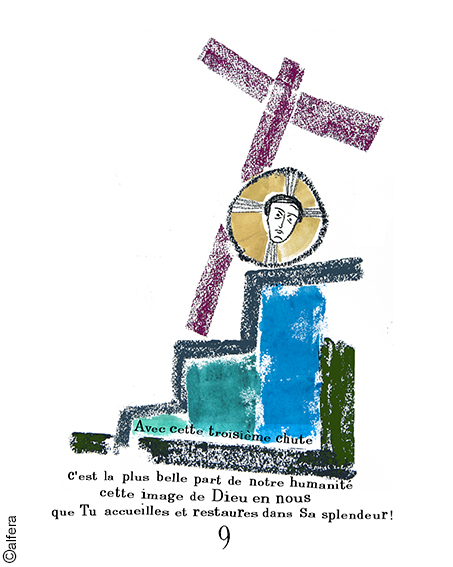 Avec cette troisième chute
c'est la plus belle part de notre humanité
cette image de Dieu en nous
que Tu accueilles et restaures dans Sa splendeur!
9
©alfera